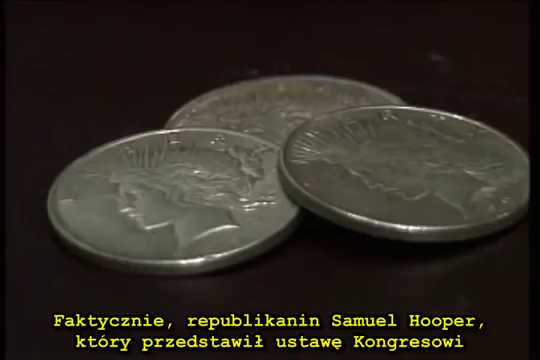 Faktycznie, republikanin Samuel Hooper,
który przedstawił ustawę Kongresowi